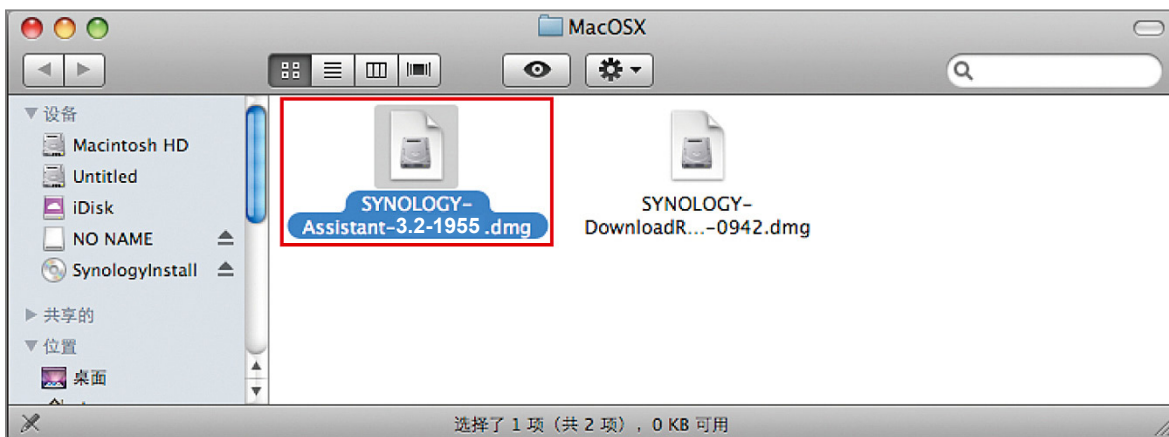 MacOSX
设备
Macintosh HD
Untitled
iDisk
NO NAME
SynologyInstall
共享的
位置
桌面
SYNOLOGY-
Assistant-3.2-1955 .dmg
SYNOLOGY-
DownloadR...-0942.dmg
选择了 1 项（共 2 项）, 0 KB 可用